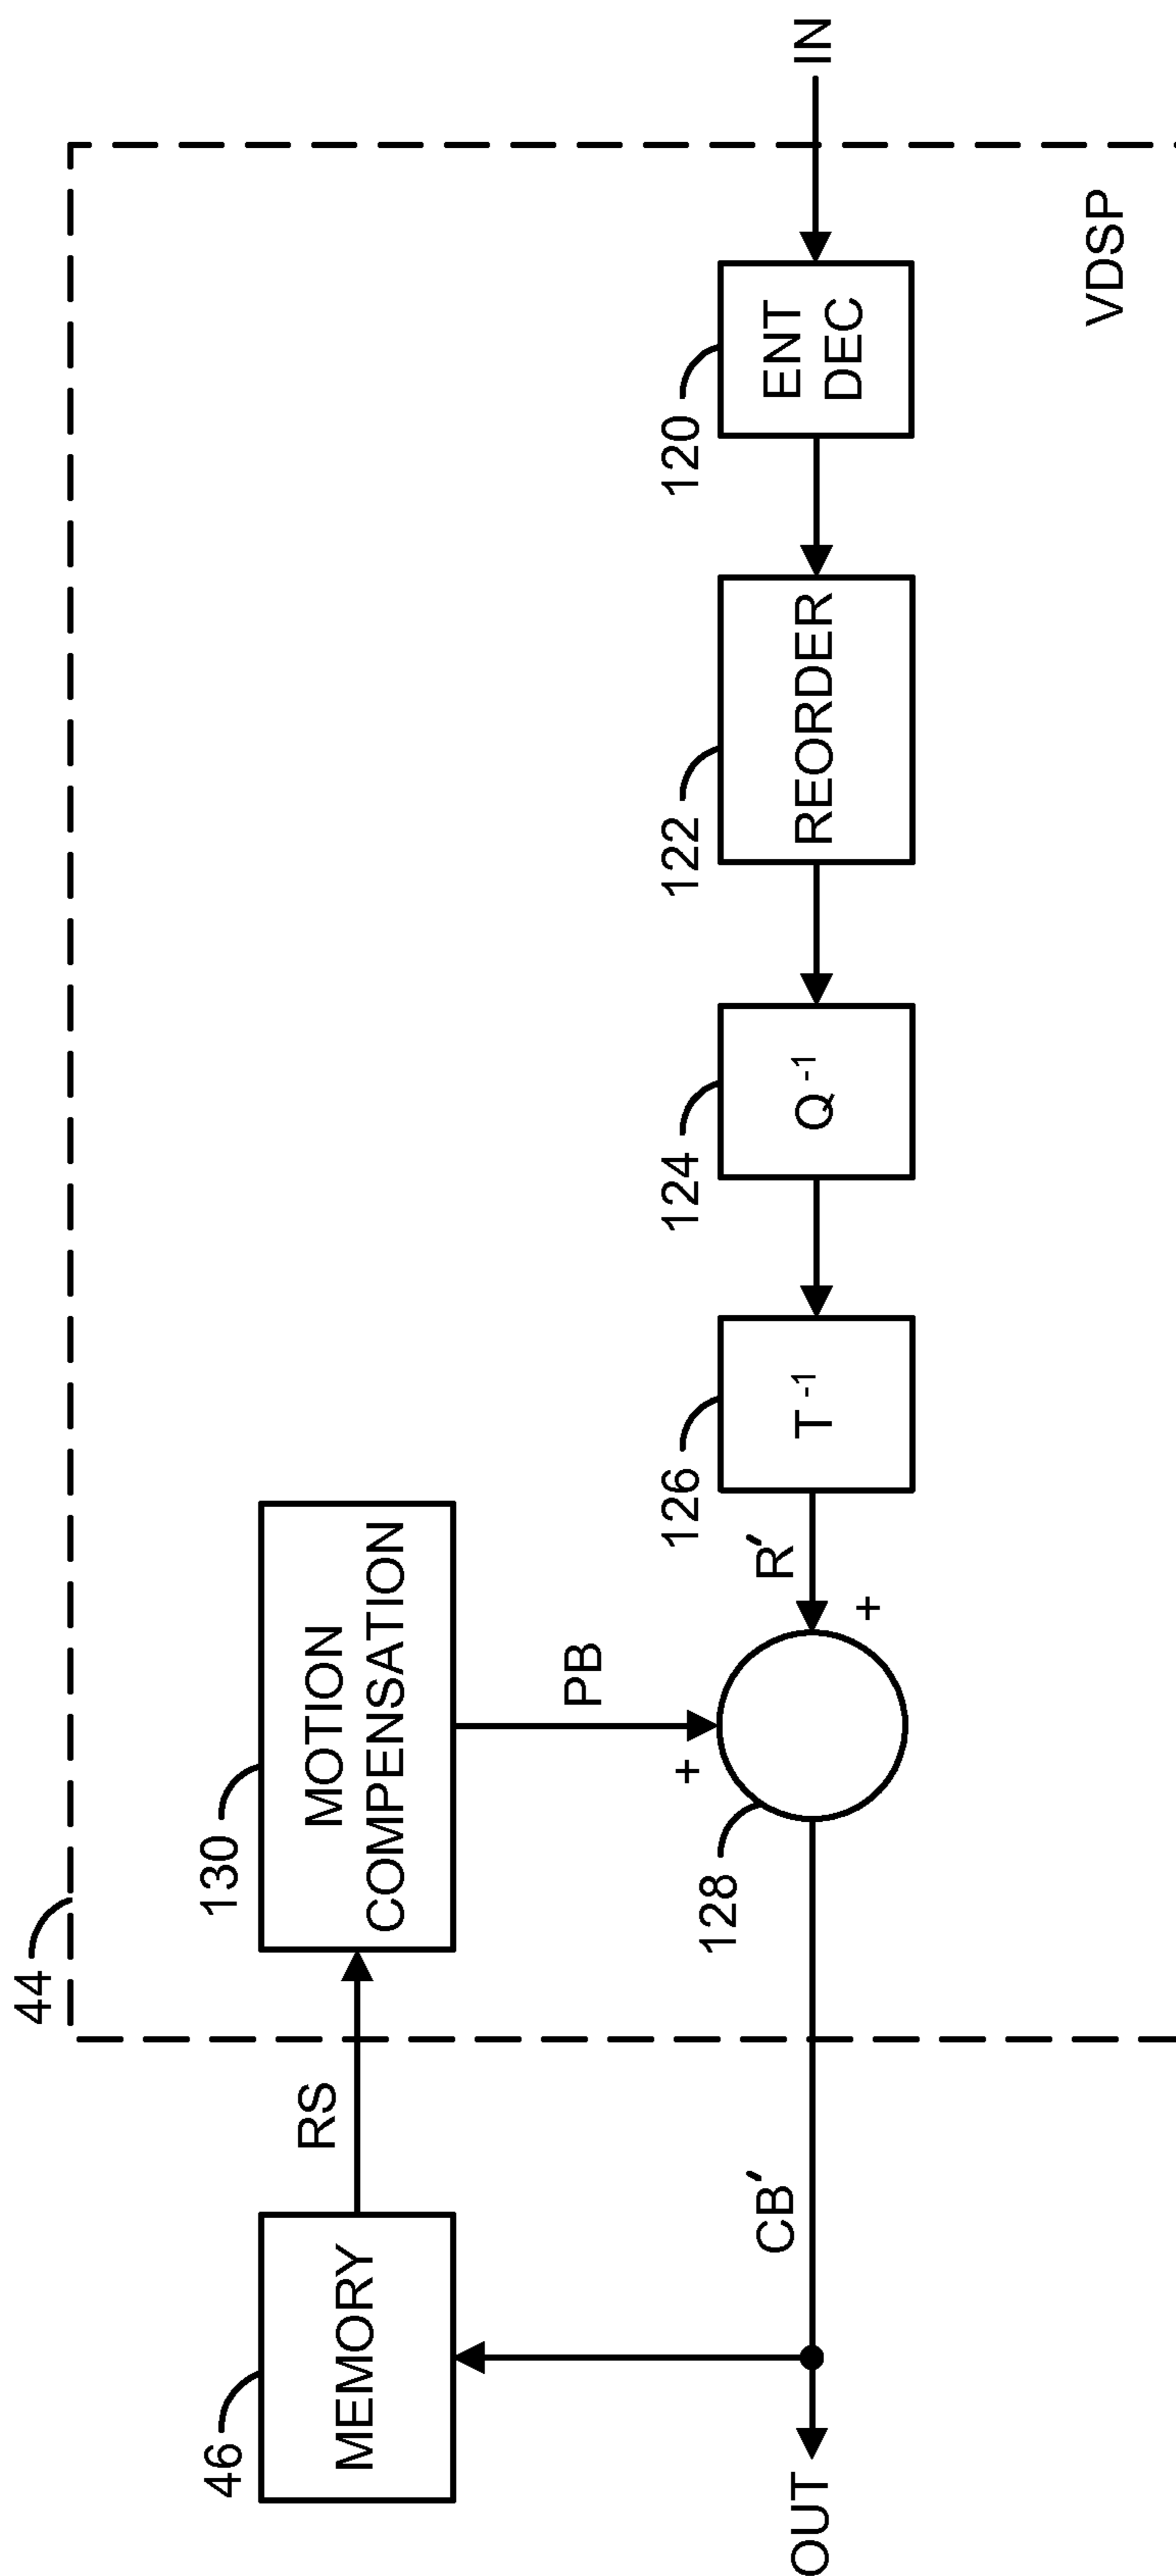 44
46
MEMORY
RS
130
MOTION
COMPENSATION
PB
+
OUT
CB′
128
R′
+
126
T -1
124
Q -1
122
REORDER
120
ENT
DEC
IN
VDSP